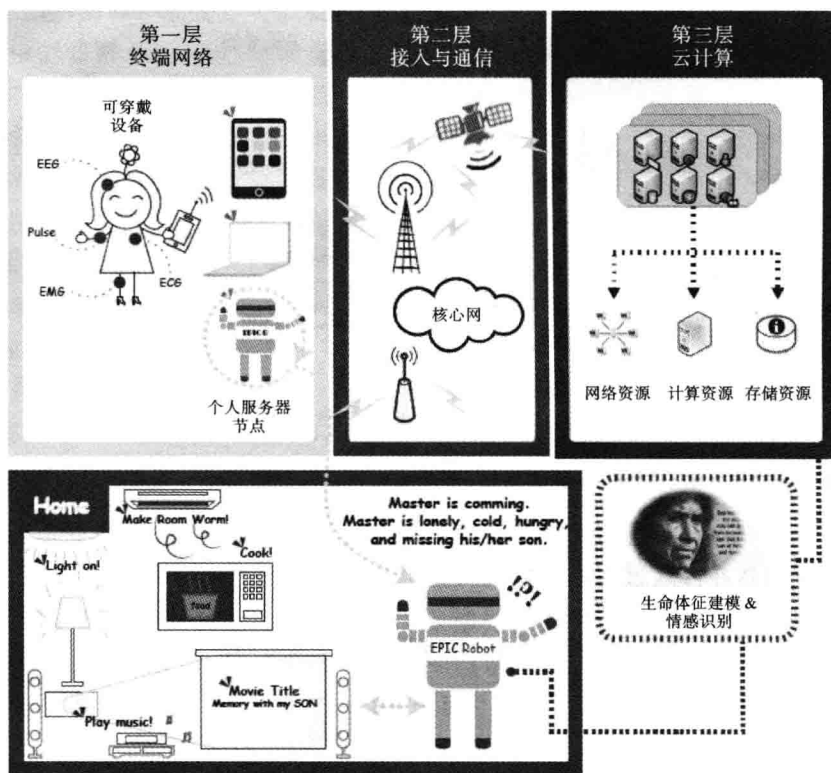 第一层
终端网络
可穿戴
设备
EEG
Pulse
EMG
ECG
个人服务器
节点
第二层
接入与通信
核心网
第三层
云计算
网络资源
计算资源
存储资源
Home
Make Room Worm!
Light on!
Cook!
food
Master is comming.
Master is lonely, cold, hungry,
and missing his/her son.
!?!
EPIC Robot
Movie Title
Memory with my SON
Play music!
生命体征建模 &
情感识别